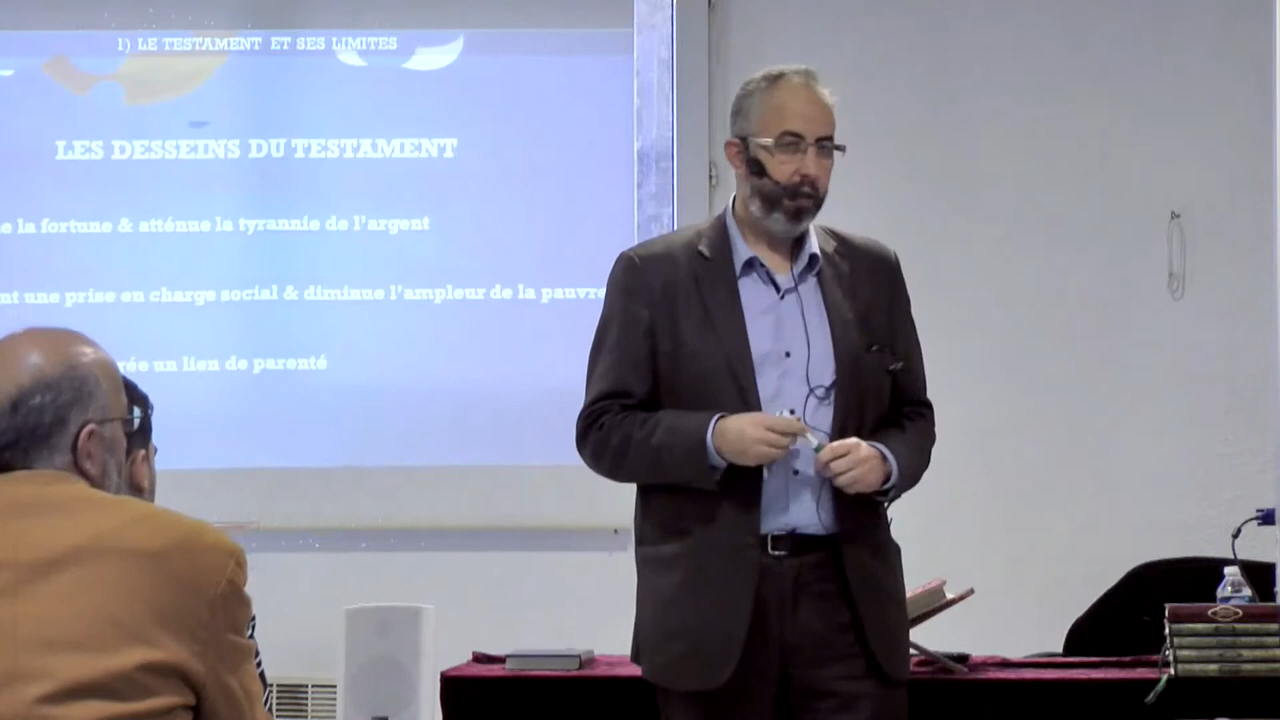 1) LE TESTAMENT ET SES LIMITES
LES DESSEINS DU TESTAMENT
la fortune & atténue la tyrannie de l'argent
une prise en charge social & diminue l'ampleur de la
un lien de parenté